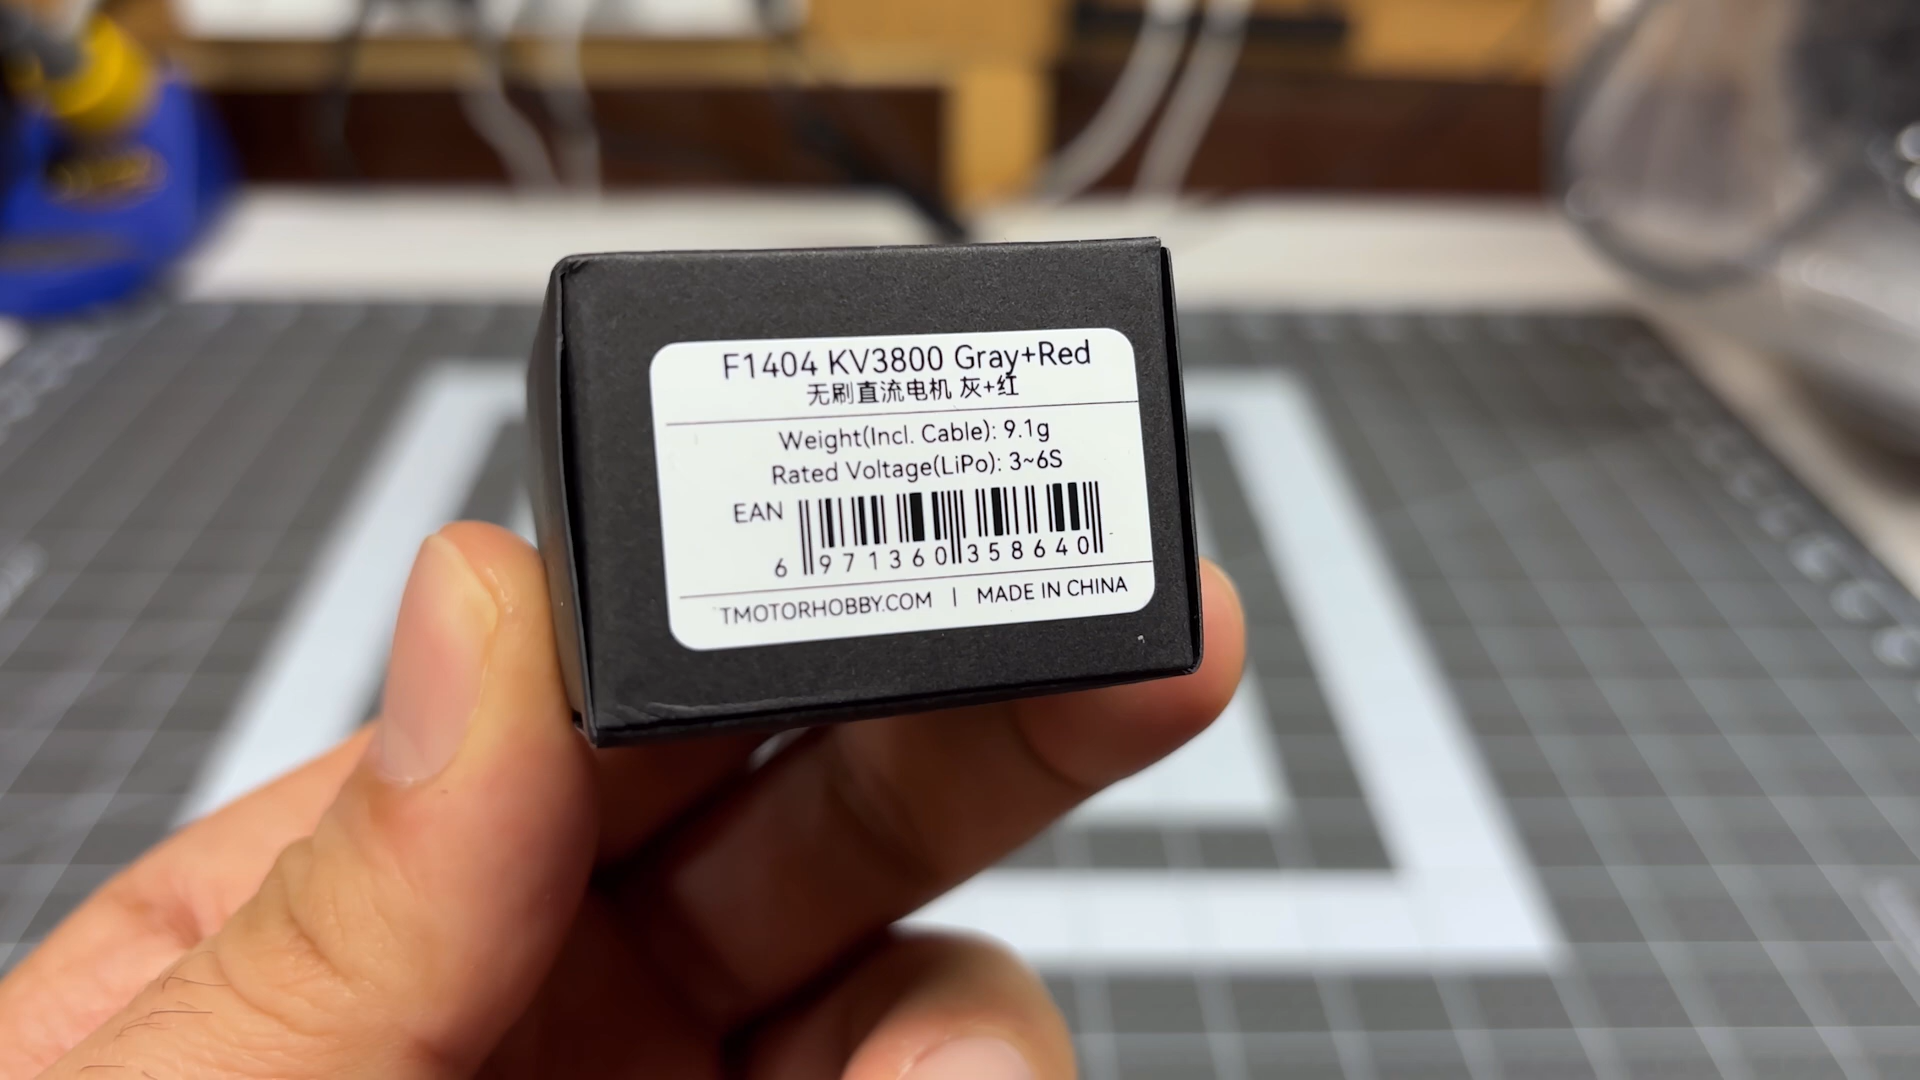 F1404 KV3800 Gray+Red
无刷直流电机 灰+红
Weight(Incl. Cable): 9.1g
Rated Voltage(LiPo): 3~6S
EAN
6 971360 358640
TMOTORHOBBY.COM | MADE IN CHINA